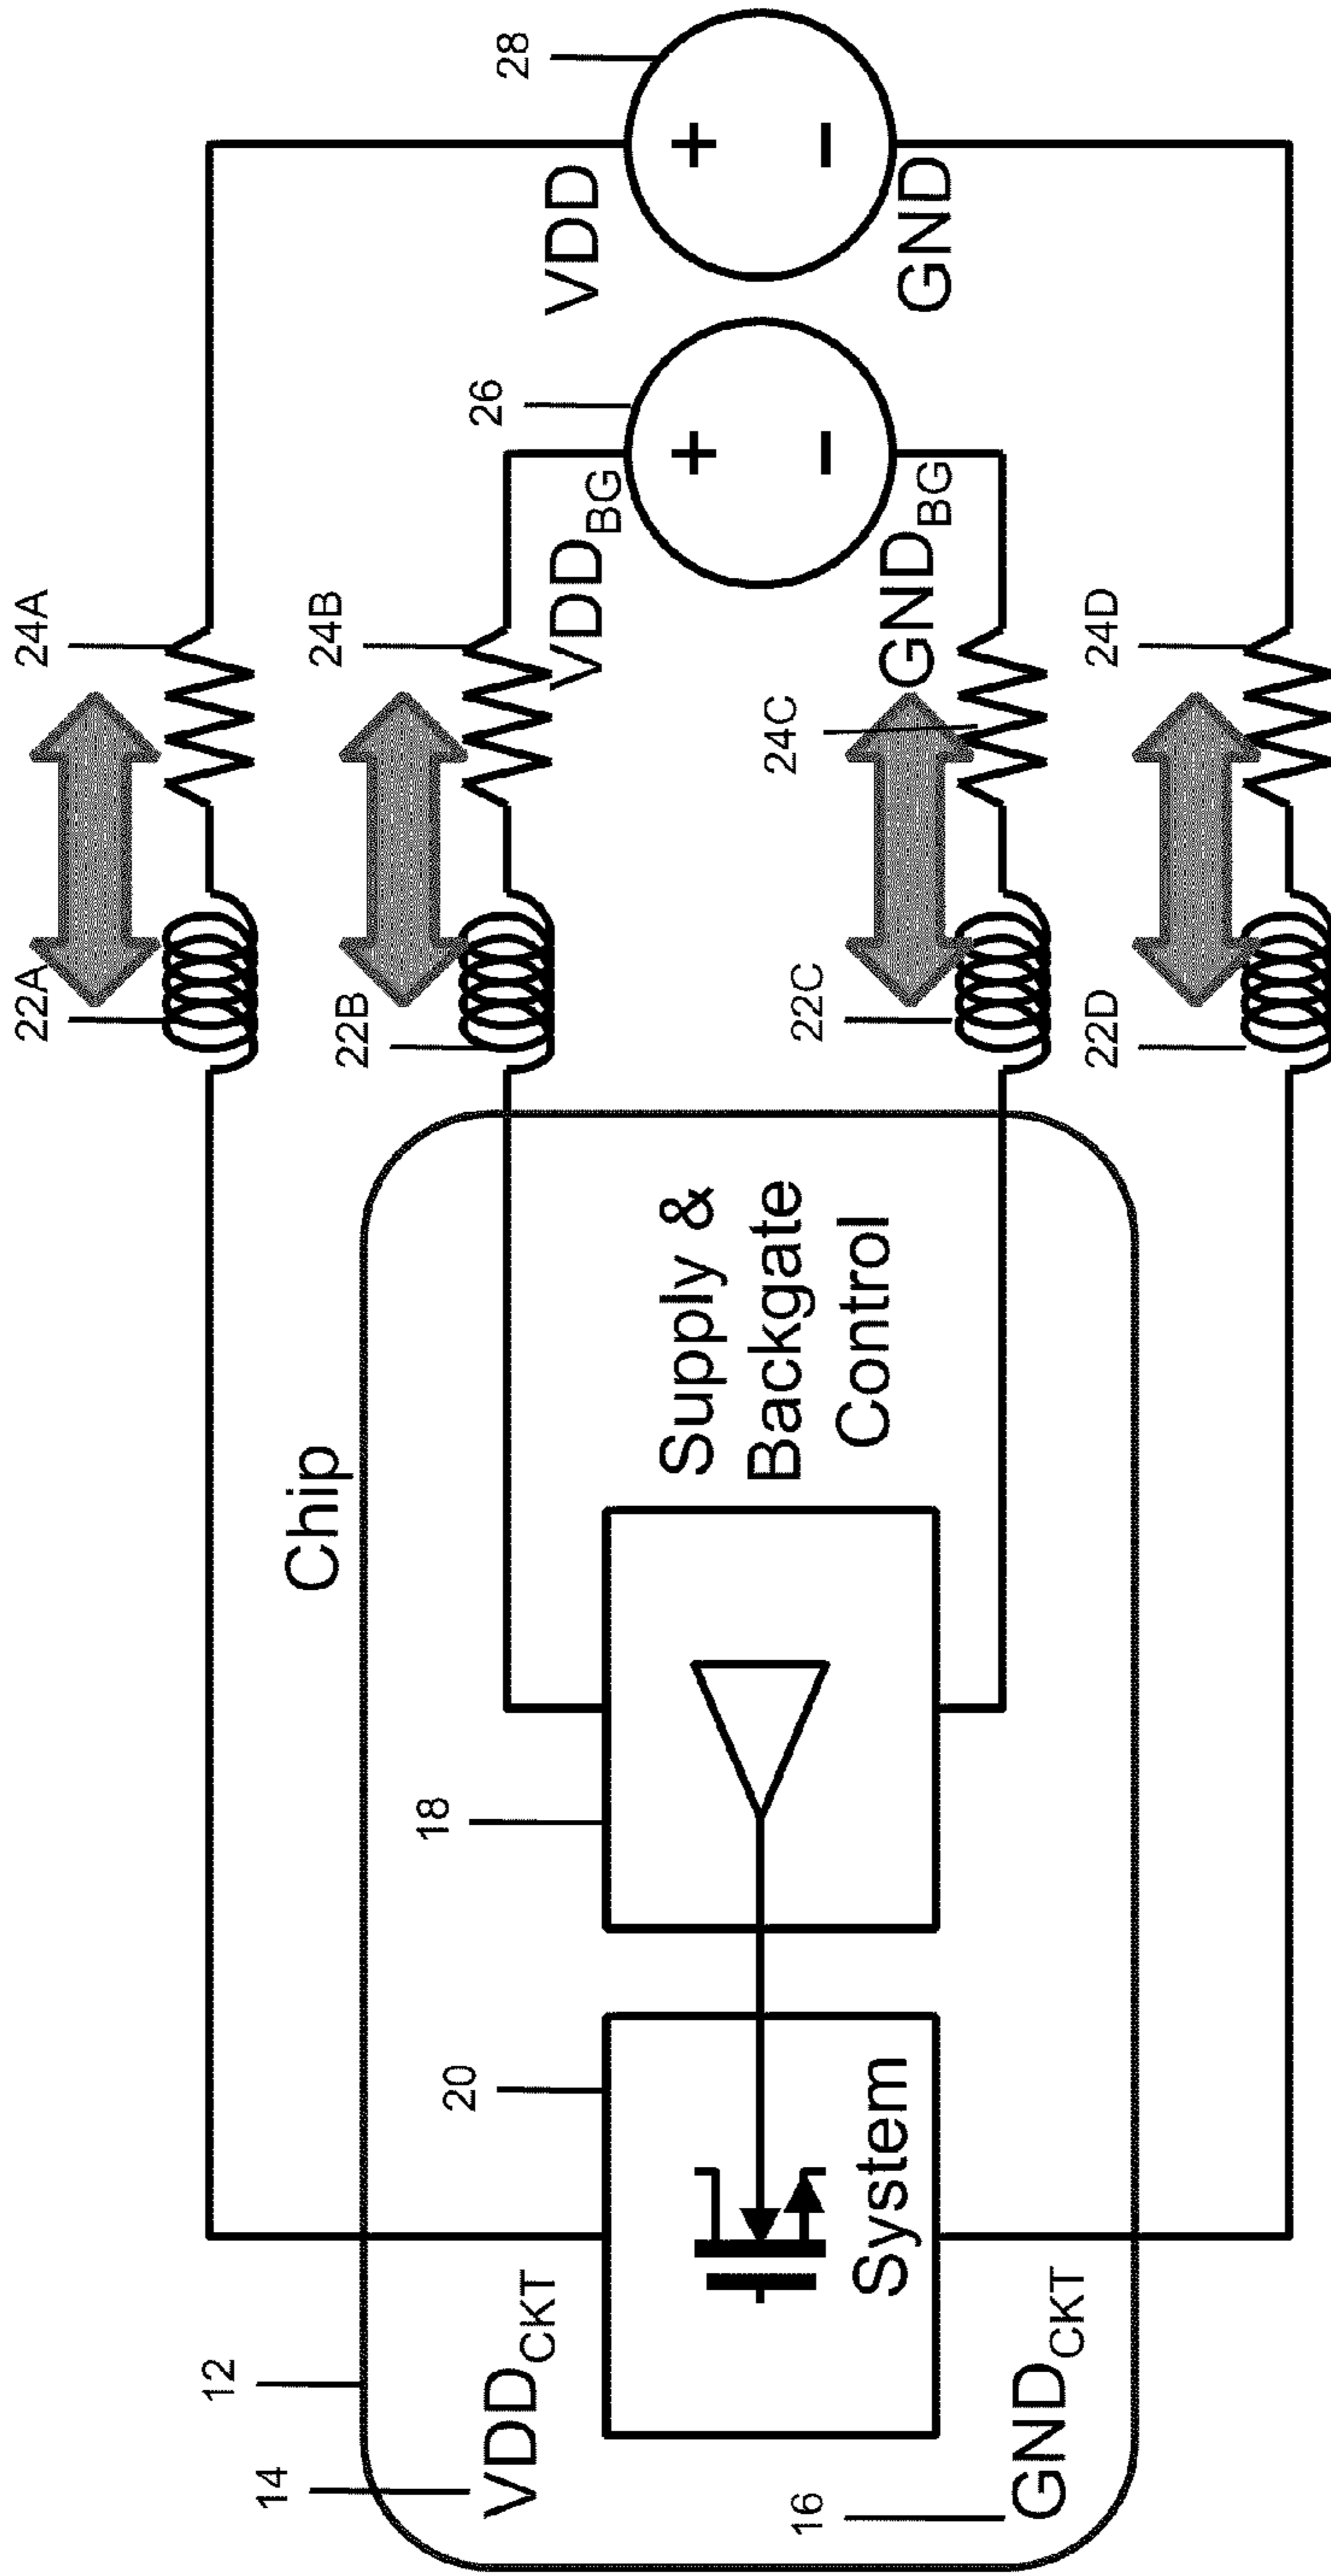 22A
24A
22B
24B
28
Chip
12
14
VDD_CKT
20
18
Supply &
Backgate
Control
26
VDD
VDD_BG
System
24C
22C
GND_BG
GND
16
GND_CKT
22D
24D